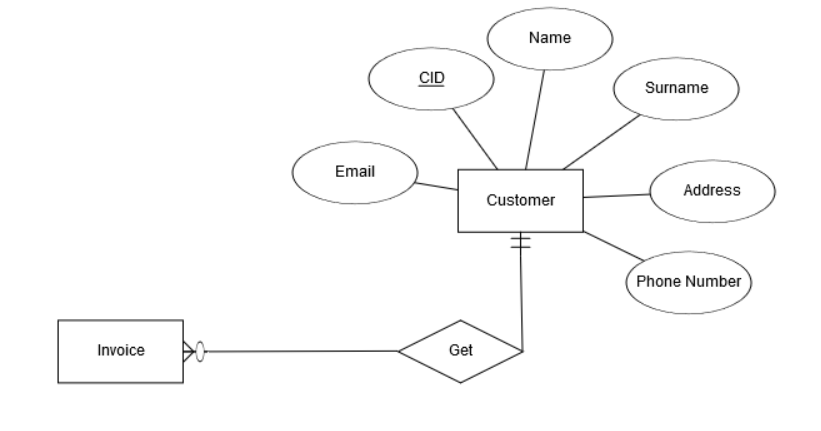 Name
CID
Surname
Email
Address
Customer
Phone Number
Invoice
Get